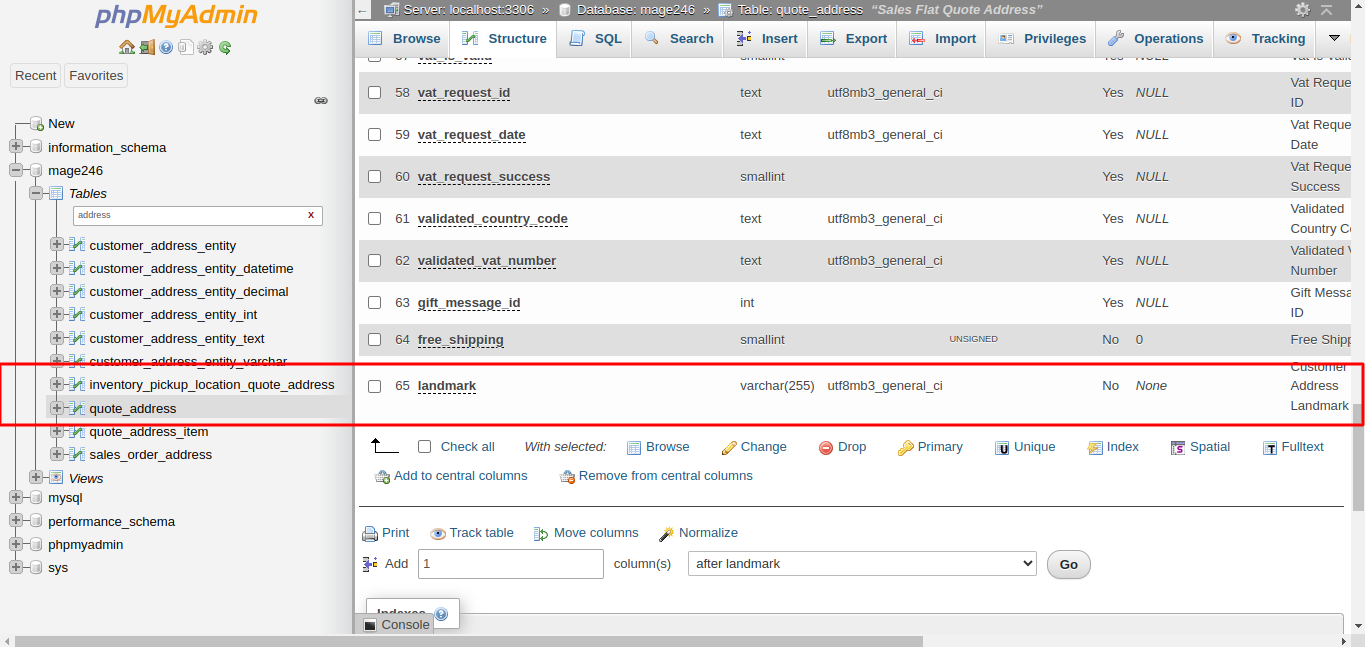 phpMyAdmin
Recent Favorites
New
information_schema
mage246
Tables
address X
customer_address_entity
customer_address_entity_datetime
customer_address_entity_decimal
customer_address_entity_int
customer_address_entity_text
customer_address_entity_varchar
inventory_pickup_location_quote_address
quote_address
quote_address_item
sales_order_address
Views
mysql
performance_schema
phpmyadmin
sys
Server: localhost:3306 » Database: mage246 » Table: quote_address “Sales Flat Quote Address”
Browse Structure SQL Search Insert Export Import Privileges Operations Tracking
57 vat_is_valid smallint Yes NULL
58 vat_request_id text utf8mb3_general_ci Yes NULL Vat Reque
ID
59 vat_request_date text utf8mb3_general_ci Yes NULL Vat Reque
Date
60 vat_request_success smallint Yes NULL Vat Reque
Success
61 validated_country_code text utf8mb3_general_ci Yes NULL Validated
Country C
62 validated_vat_number text utf8mb3_general_ci Yes NULL Validated V
Number
63 gift_message_id int Yes NULL Gift Messa
ID
64 free_shipping smallint UNSIGNED No 0 Free Shipp
65 landmark varchar(255) utf8mb3_general_ci No None Customer
Address
Landmark
Check all With selected: Browse Change Drop Primary Unique Index Spatial Fulltext
Add to central columns Remove from central columns
Print Track table Move columns Normalize
Add 1 column(s) after landmark Go
Indexes
Console